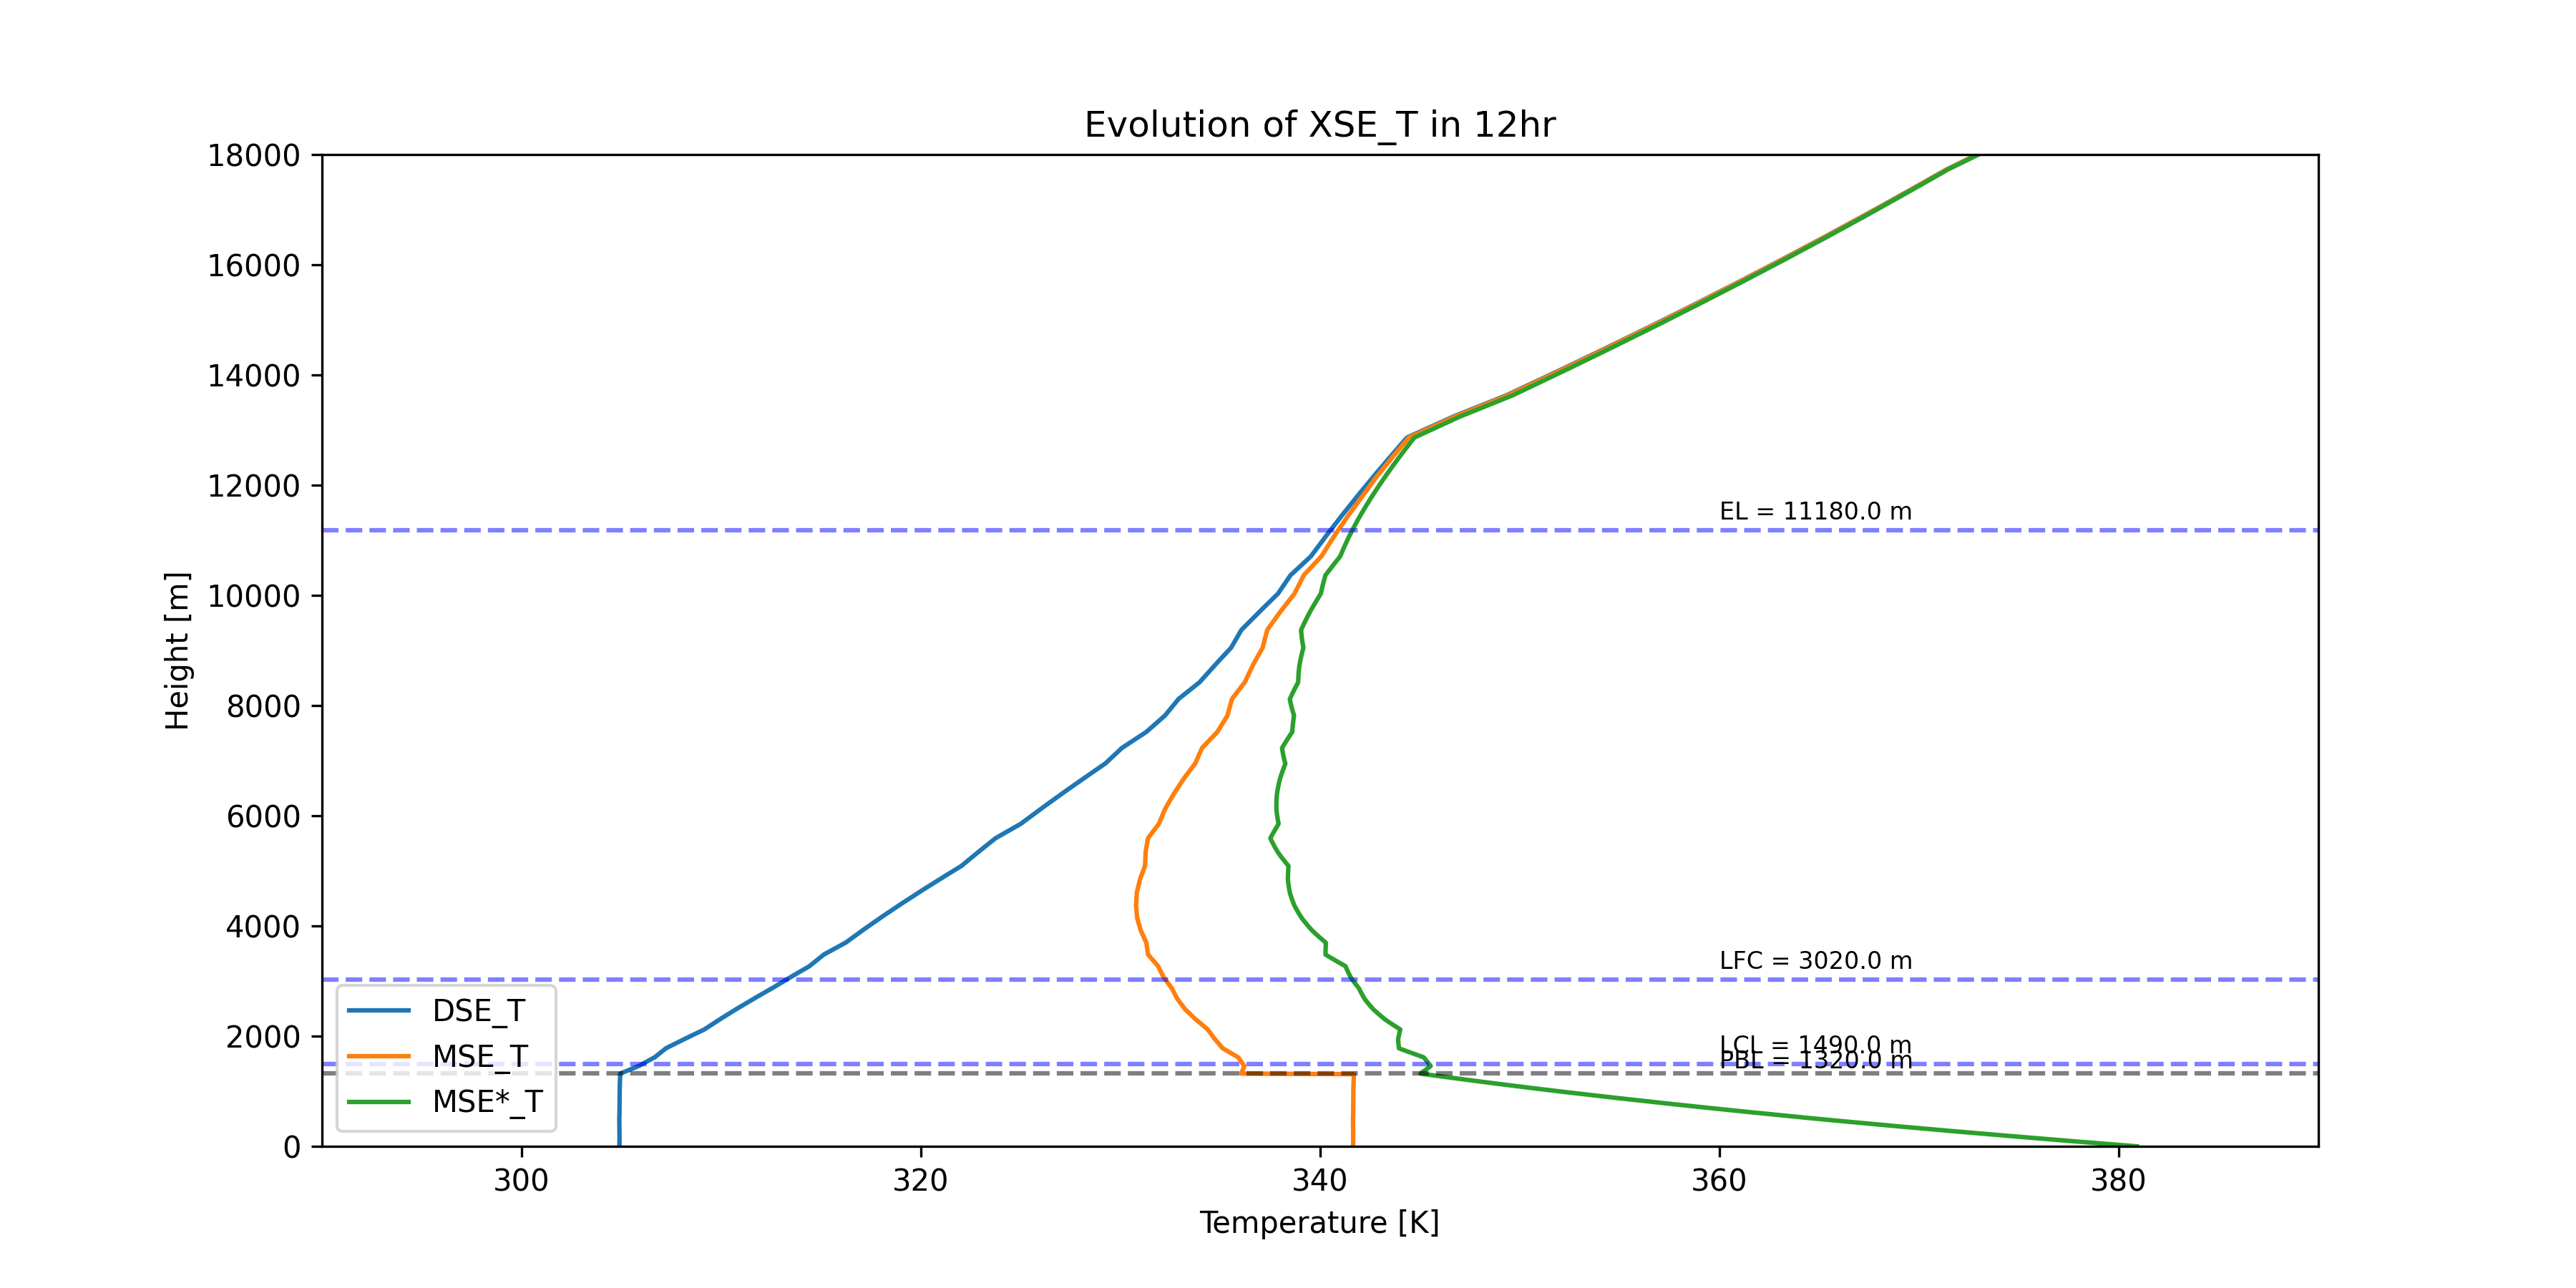 Evolution of XSE_T in 12hr
18000
16000
14000
12000
10000
8000
6000
4000
2000
0
Height [m]
EL = 11180.0 m
LFC = 3020.0 m
LCL = 1490.0 m
PBL = 1320.0 m
DSE_T
MSE_T
MSE*_T
300 320 340 360 380
Temperature [K]